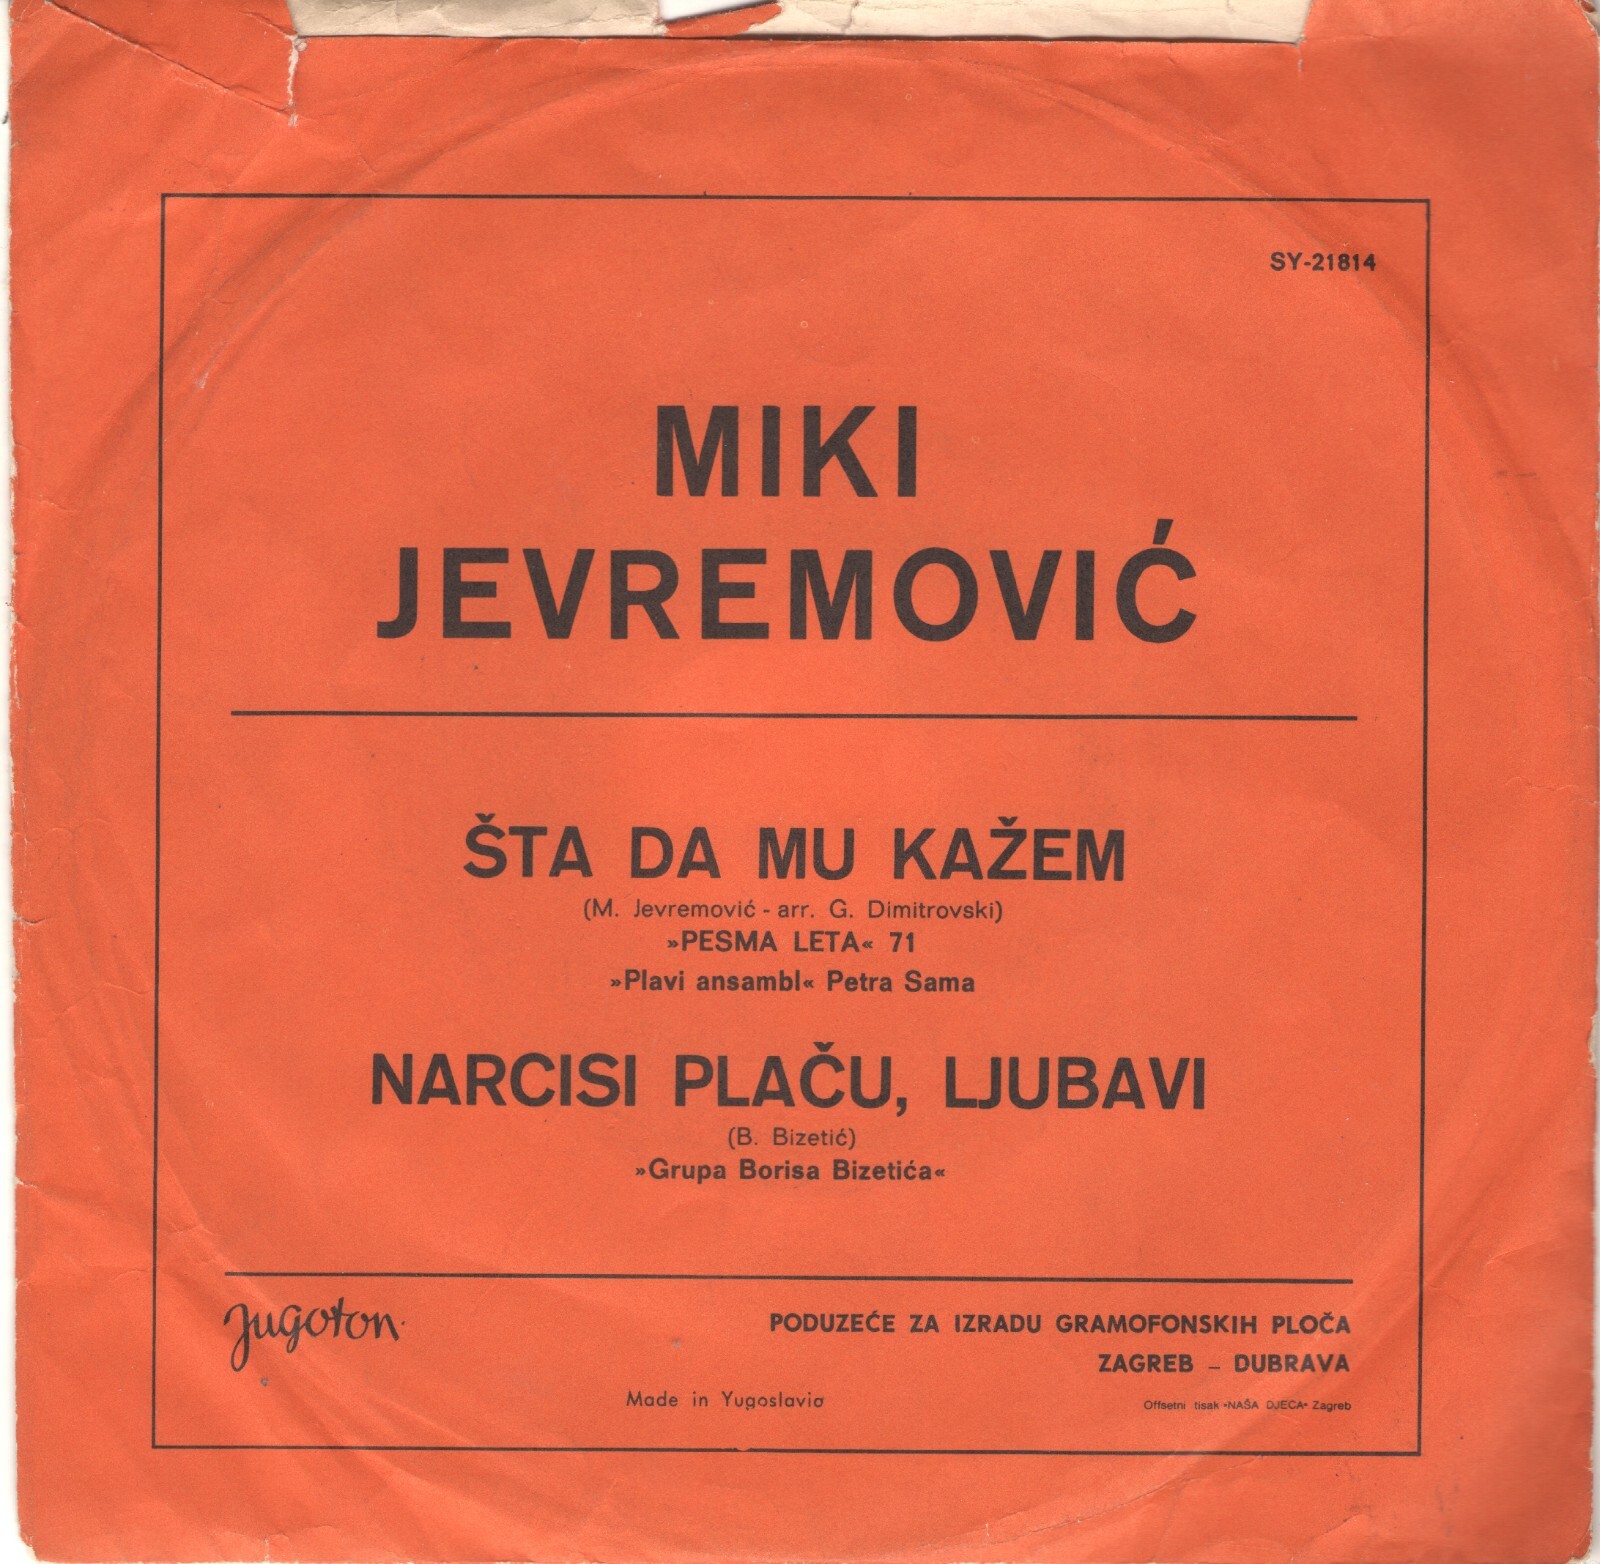 SY-21814
MIKI
JEVREMOVIĆ
ŠTA DA MU KAŽEM
(M. Jevremović - arr. G. Dimitrovski)
»PESMA LETA« 71
»Plavi ansambl« Petra Sama
NARCISI PLAČU, LJUBAVI
(B. Bizetić)
»Grupa Borisa Bizetića«
Jugoton
PODUZEĆE ZA IZRADU GRAMOFONSKIH PLOČA
ZAGREB – DUBRAVA
Made in Yugoslavia
Offsetni tisak •NAŠA DJECA• Zagreb